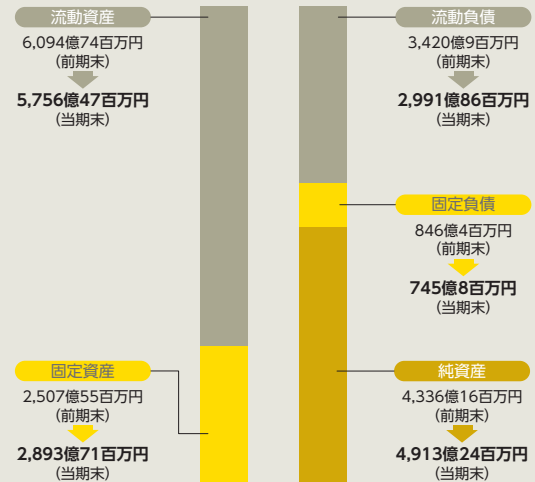 流動資産
6,094億74百万円
(前期末)
5,756億47百万円
(当期末)
固定資産
2,507億55百万円
(前期末)
2,893億71百万円
(当期末)
流動負債
3,420億9百万円
(前期末)
2,991億86百万円
(当期末)
固定負債
846億4百万円
(前期末)
745億8百万円
(当期末)
純資産
4,336億16百万円
(前期末)
4,913億24百万円
(当期末)